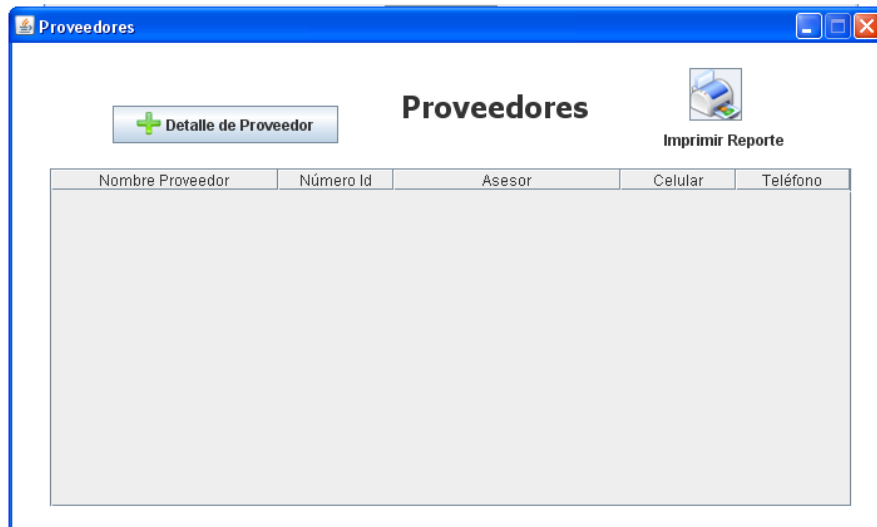 Proveedores
Proveedores
Detalle de Proveedor
Imprimir Reporte
Nombre Proveedor Número Id Asesor Celular Teléfono